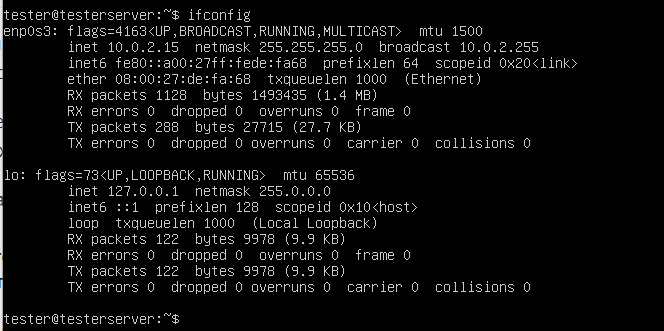 tester@testerserver:~$ ifconfig
enp0s3: flags=4163<UP,BROADCAST,RUNNING,MULTICAST>  mtu 1500
        inet 10.0.2.15  netmask 255.255.255.0  broadcast 10.0.2.255
        inet6 fe80::a00:27ff:fede:fa68  prefixlen 64  scopeid 0x20<link>
        ether 08:00:27:de:fa:68  txqueuelen 1000  (Ethernet)
        RX packets 1128  bytes 1493435 (1.4 MB)
        RX errors 0  dropped 0  overruns 0  frame 0
        TX packets 288  bytes 27715 (27.7 KB)
        TX errors 0  dropped 0 overruns 0  carrier 0  collisions 0

lo: flags=73<UP,LOOPBACK,RUNNING>  mtu 65536
        inet 127.0.0.1  netmask 255.0.0.0
        inet6 ::1  prefixlen 128  scopeid 0x10<host>
        loop  txqueuelen 1000  (Local Loopback)
        RX packets 122  bytes 9978 (9.9 KB)
        RX errors 0  dropped 0  overruns 0  frame 0
        TX packets 122  bytes 9978 (9.9 KB)
        TX errors 0  dropped 0 overruns 0  carrier 0  collisions 0

tester@testerserver:~$